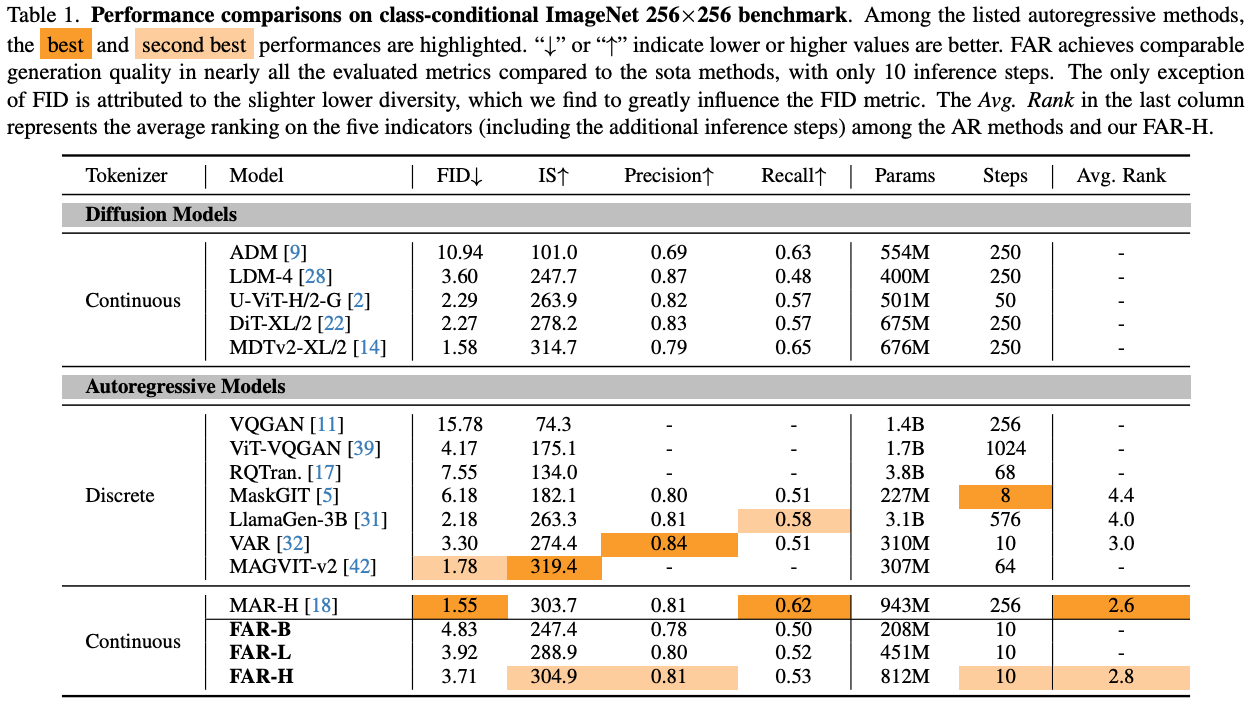 Table 1. Performance comparisons on class-conditional ImageNet 256×256 benchmark. Among the listed autoregressive methods,
the best and second best performances are highlighted. “↓” or “↑” indicate lower or higher values are better. FAR achieves comparable
generation quality in nearly all the evaluated metrics compared to the sota methods, with only 10 inference steps. The only exception
of FID is attributed to the slighter lower diversity, which we find to greatly influence the FID metric. The Avg. Rank in the last column
represents the average ranking on the five indicators (including the additional inference steps) among the AR methods and our FAR-H.
Tokenizer Model FID↓ IS↑ Precision↑ Recall↑ Params Steps Avg. Rank
Diffusion Models
ADM [9] 10.94 101.0 0.69 0.63 554M 250 -
LDM-4 [28] 3.60 247.7 0.87 0.48 400M 250 -
Continuous U-ViT-H/2-G [2] 2.29 263.9 0.82 0.57 501M 50 -
DiT-XL/2 [22] 2.27 278.2 0.83 0.57 675M 250 -
MDTv2-XL/2 [14] 1.58 314.7 0.79 0.65 676M 250 -
Autoregressive Models
VQGAN [11] 15.78 74.3 - - 1.4B 256 -
ViT-VQGAN [39] 4.17 175.1 - - 1.7B 1024 -
RQTran. [17] 7.55 134.0 - - 3.8B 68 -
Discrete MaskGIT [5] 6.18 182.1 0.80 0.51 227M 8 4.4
LlamaGen-3B [31] 2.18 263.3 0.81 0.58 3.1B 576 4.0
VAR [32] 3.30 274.4 0.84 0.51 310M 10 3.0
MAGVIT-v2 [42] 1.78 319.4 - - 307M 64 -
MAR-H [18] 1.55 303.7 0.81 0.62 943M 256 2.6
Continuous FAR-B 4.83 247.4 0.78 0.50 208M 10 -
FAR-L 3.92 288.9 0.80 0.52 451M 10 -
FAR-H 3.71 304.9 0.81 0.53 812M 10 2.8